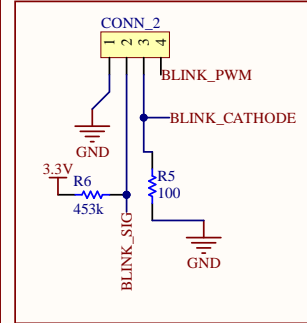 CONN_2
1 2 3 4
BLINK_PWM
BLINK_CATHODE
GND
3.3V
R6
453k
BLINK_SIG
R5
100
GND